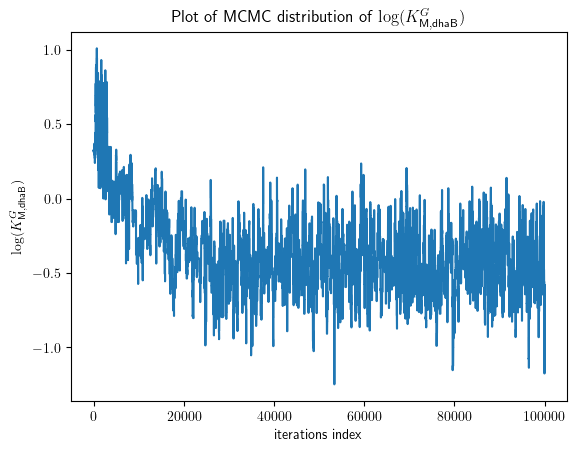 Plot of MCMC distribution of log(K^G_M,dhaB)
1.0
0.5
0.0
−0.5
−1.0
log(K^G_M,dhaB)
0 20000 40000 60000 80000 100000
iterations index